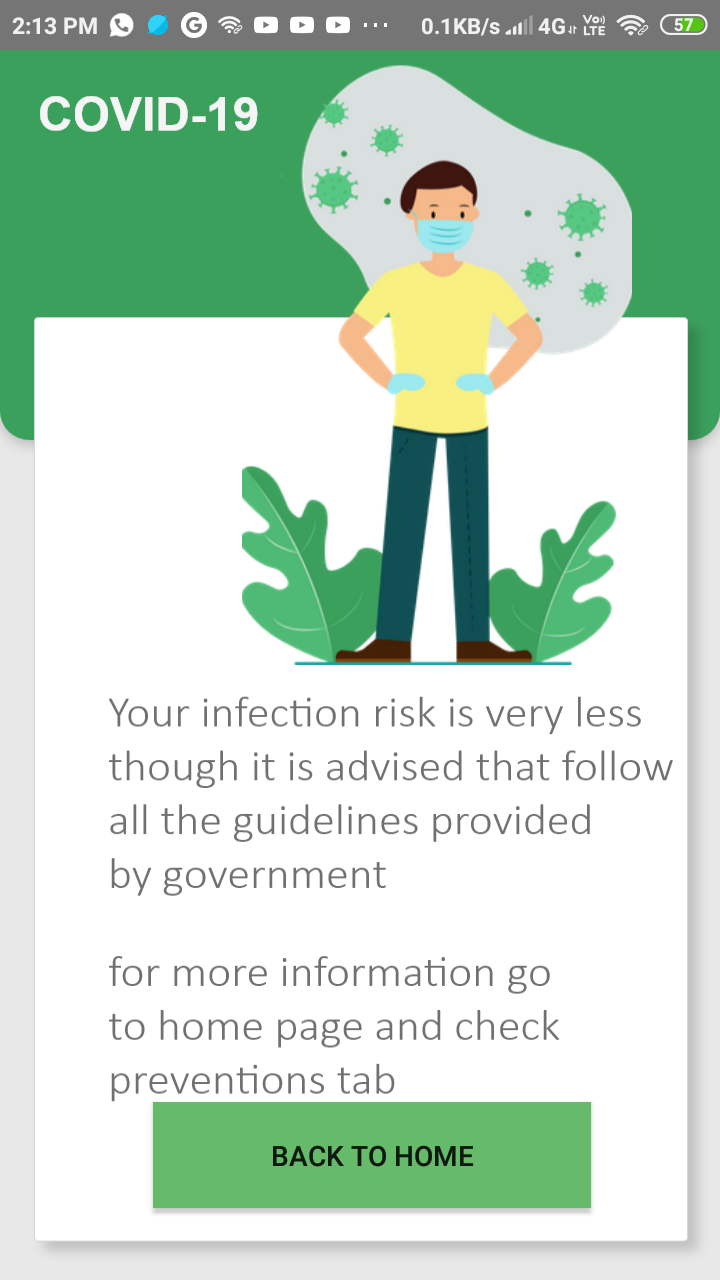 2:13 PM 0.1KB/s 4G Vo) LTE 57
COVID-19
Your infection risk is very less
though it is advised that follow
all the guidelines provided
by government
for more information go
to home page and check
preventions tab
BACK TO HOME